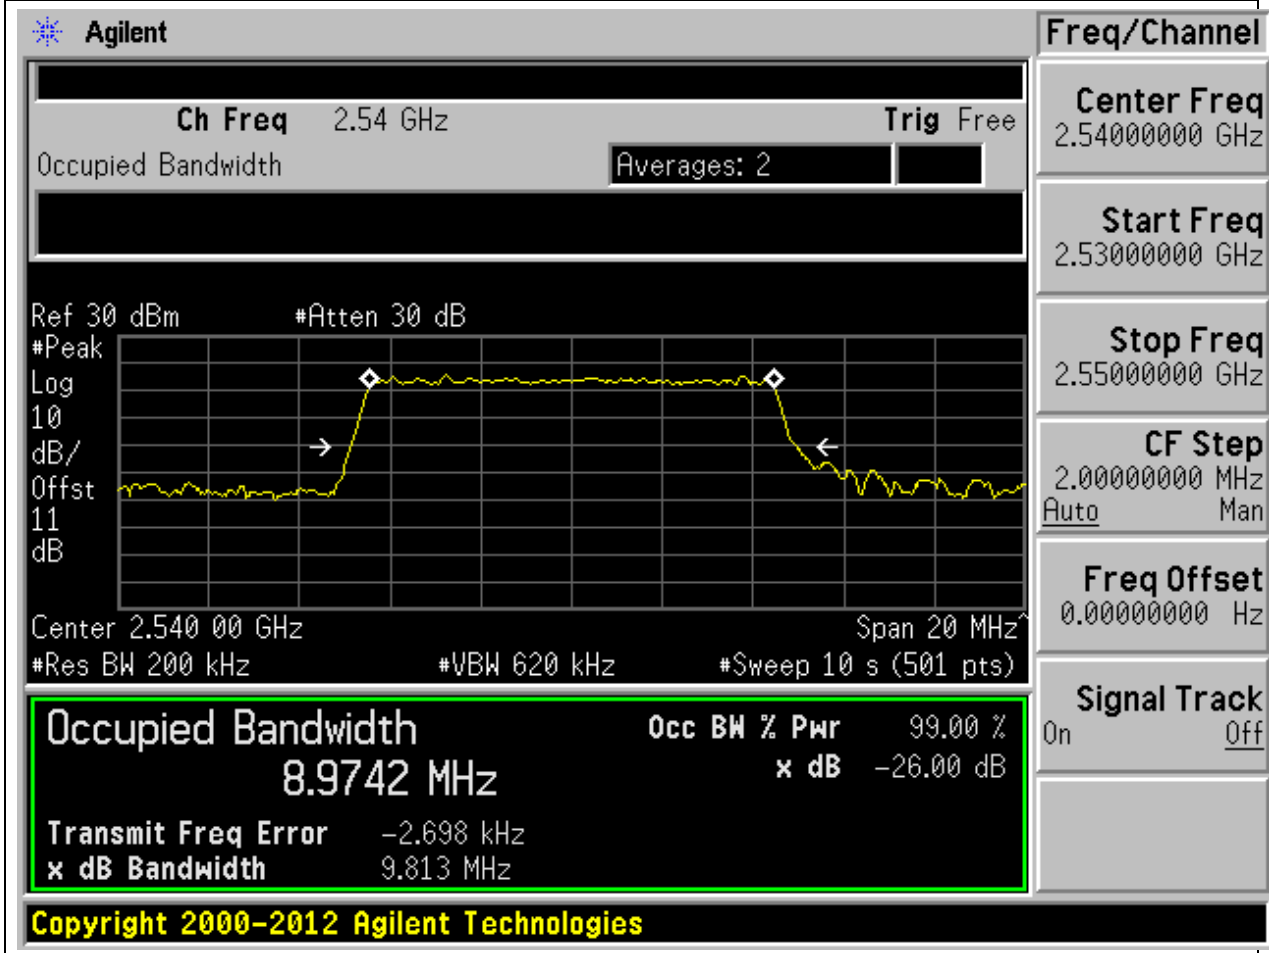 Agilent
Freq/Channel
Ch Freq 2.54 GHz Trig Free
Occupied Bandwidth Averages: 2
Center Freq
2.54000000 GHz
Start Freq
2.53000000 GHz
Stop Freq
2.55000000 GHz
CF Step
2.00000000 MHz
Auto Man
Freq Offset
0.00000000 Hz
Signal Track
On Off
Ref 30 dBm #Atten 30 dB
#Peak
Log
10
dB/
Offst
11
dB
Center 2.540 00 GHz Span 20 MHz^
#Res BW 200 kHz #VBW 620 kHz #Sweep 10 s (501 pts)
Occupied Bandwidth Occ BW % Pwr 99.00 %
8.9742 MHz x dB -26.00 dB
Transmit Freq Error -2.698 kHz
x dB Bandwidth 9.813 MHz
Copyright 2000-2012 Agilent Technologies